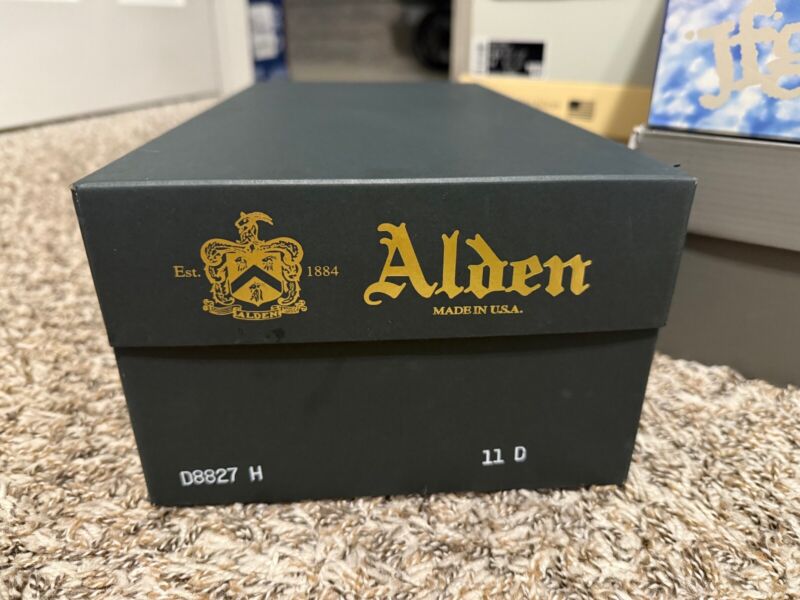 Est. 1884
ALDEN
Alden
MADE IN U.S.A.
D8827 H
11 D